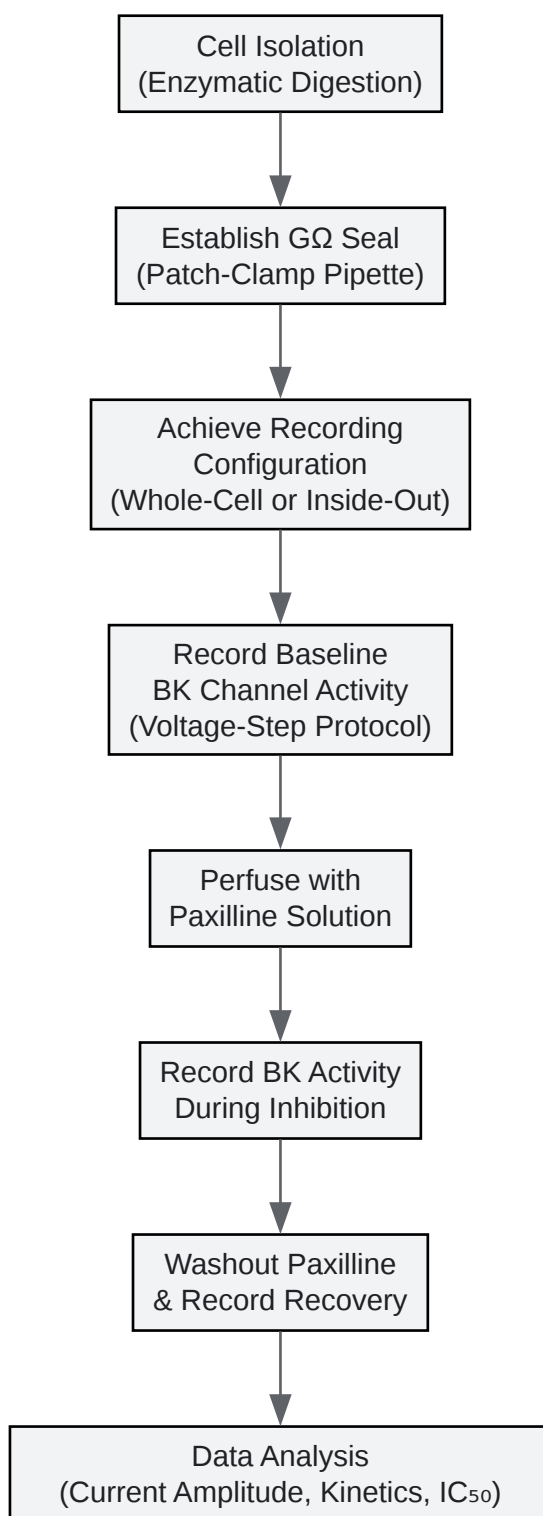 Cell Isolation
(Enzymatic Digestion)
Establish GΩ Seal
(Patch-Clamp Pipette)
Achieve Recording
Configuration
(Whole-Cell or Inside-Out)
Record Baseline
BK Channel Activity
(Voltage-Step Protocol)
Perfuse with
Paxilline Solution
Record BK Activity
During Inhibition
Washout Paxilline
& Record Recovery
Data Analysis
(Current Amplitude, Kinetics, IC₅₀)